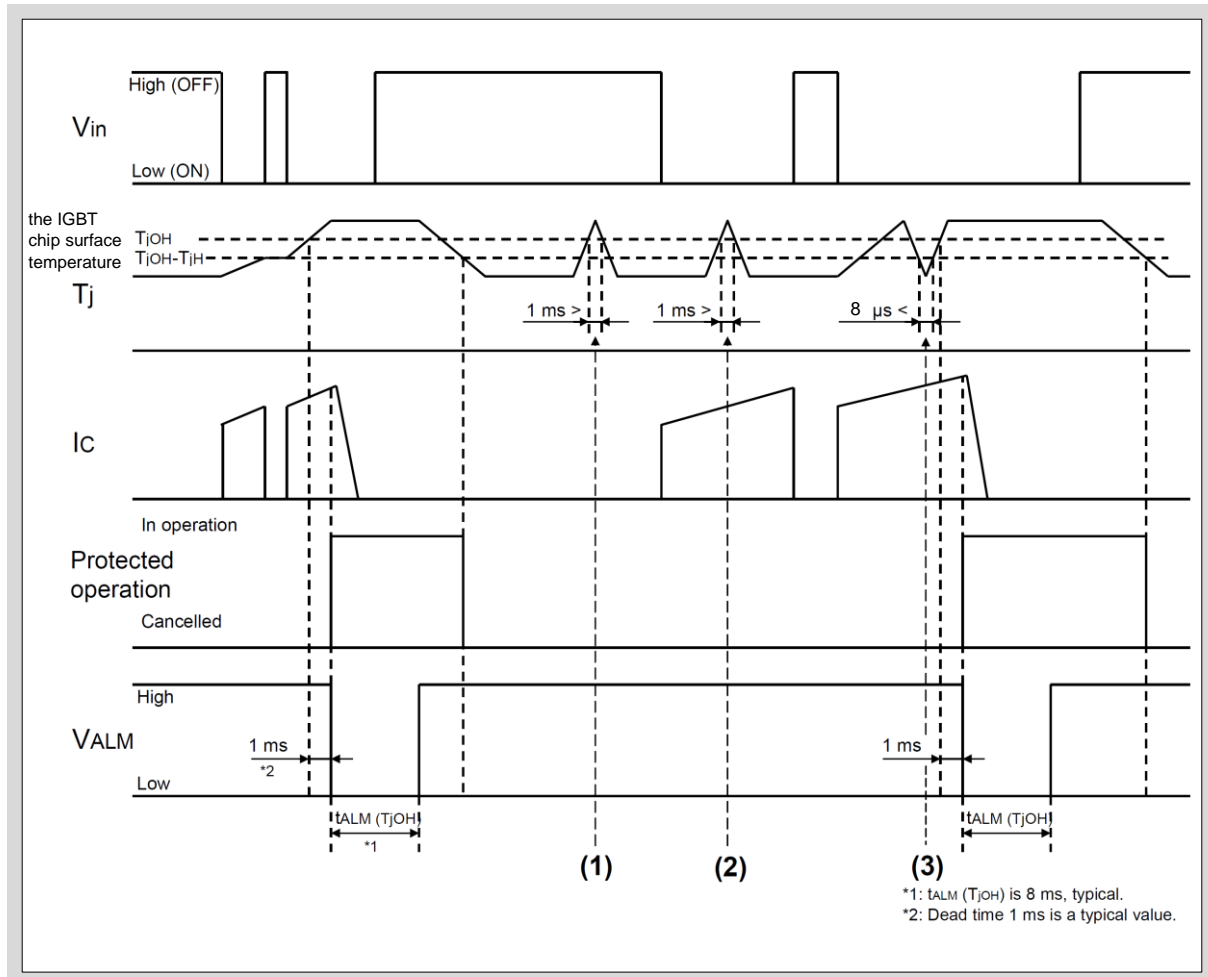 High (OFF)
Vin
Low (ON)
the IGBT
chip surface
temperature
TjOH
TjOH-TjH
Tj
1 ms >
1 ms >
8 µs <
IC
In operation
Protected
operation
Cancelled
High
VALM
1 ms
*2
1 ms
Low
tALM (TjOH)
*1
tALM (TjOH)
(1)
(2)
(3)
*1: tALM (TjOH) is 8 ms, typical.
*2: Dead time 1 ms is a typical value.